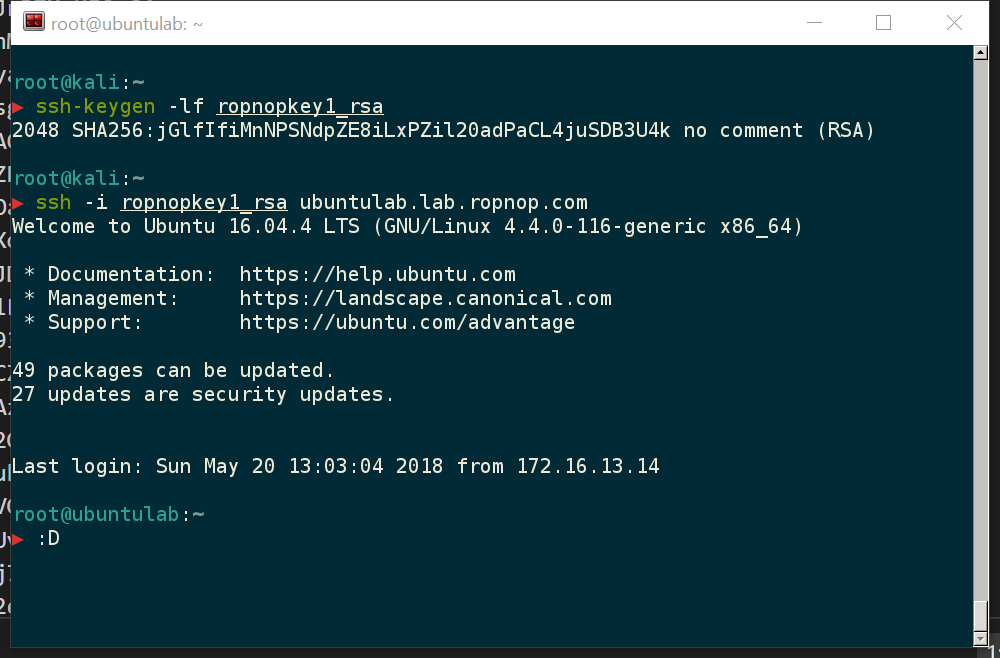 root@ubuntulab: ~
root@kali:~
▶ ssh-keygen -lf ropnopkey1_rsa
2048 SHA256:jGlfIfiMnNPSNdpZE8iLxPZil20adPaCL4juSDB3U4k no comment (RSA)
root@kali:~
▶ ssh -i ropnopkey1_rsa ubuntulab.lab.ropnop.com
Welcome to Ubuntu 16.04.4 LTS (GNU/Linux 4.4.0-116-generic x86_64)
* Documentation:  https://help.ubuntu.com
* Management:     https://landscape.canonical.com
* Support:        https://ubuntu.com/advantage
49 packages can be updated.
27 updates are security updates.
Last login: Sun May 20 13:03:04 2018 from 172.16.13.14
root@ubuntulab:~
▶ :D